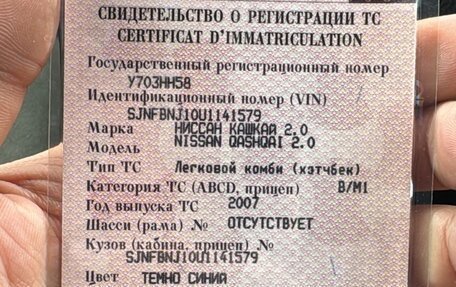 СВИДЕТЕЛЬСТВО О РЕГИСТРАЦИИ ТС
CERTIFICAT D'IMMATRICULATION
Государственный регистрационный номер
У703НН58
Идентификационный номер (VIN)
SJNFBNJ10U1141579
Марка НИССАН КАШКАЙ 2.0
Модель NISSAN QASHQAI 2.0
Тип ТС Легковой комби (хэтчбек)
Категория ТС (ABCD, прицеп) B/M1
Год выпуска ТС 2007
Шасси (рама) № ОТСУТСТВУЕТ
Кузов (кабина, прицеп) №
SJNFBNJ10U1141579
Цвет ТЕМНО СИНИЯ